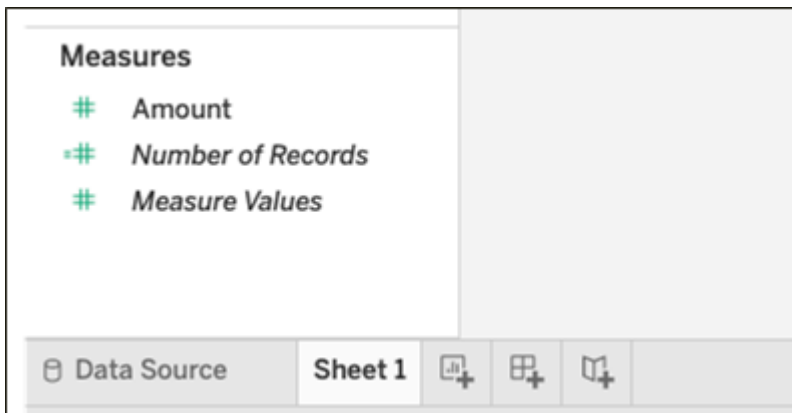 Measures
Amount
Number of Records
Measure Values
Data Source Sheet 1